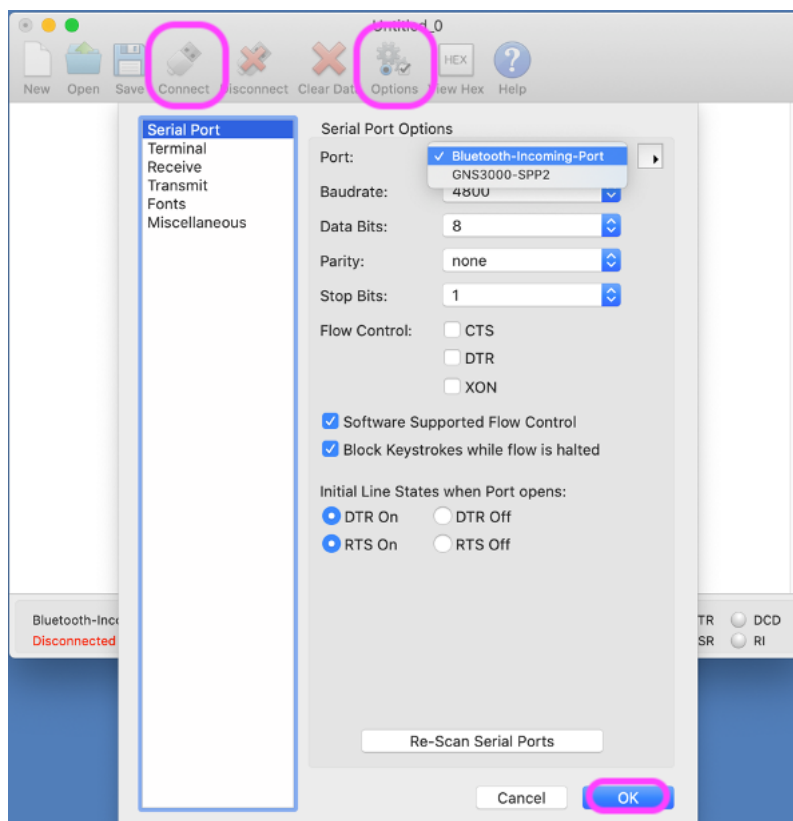 Untitled_0
HEX
?
New Open Save Connect Disconnect Clear Data Options View Hex Help
Serial Port
Terminal
Receive
Transmit
Fonts
Miscellaneous
Serial Port Options
Port: ✓ Bluetooth-Incoming-Port
GNS3000-SPP2
Baudrate: 4800
Data Bits: 8
Parity: none
Stop Bits: 1
Flow Control: CTS
DTR
XON
Software Supported Flow Control
Block Keystrokes while flow is halted
Initial Line States when Port opens:
DTR On DTR Off
RTS On RTS Off
Bluetooth-Inc TR DCD
Disconnected SR RI
Re-Scan Serial Ports
Cancel OK